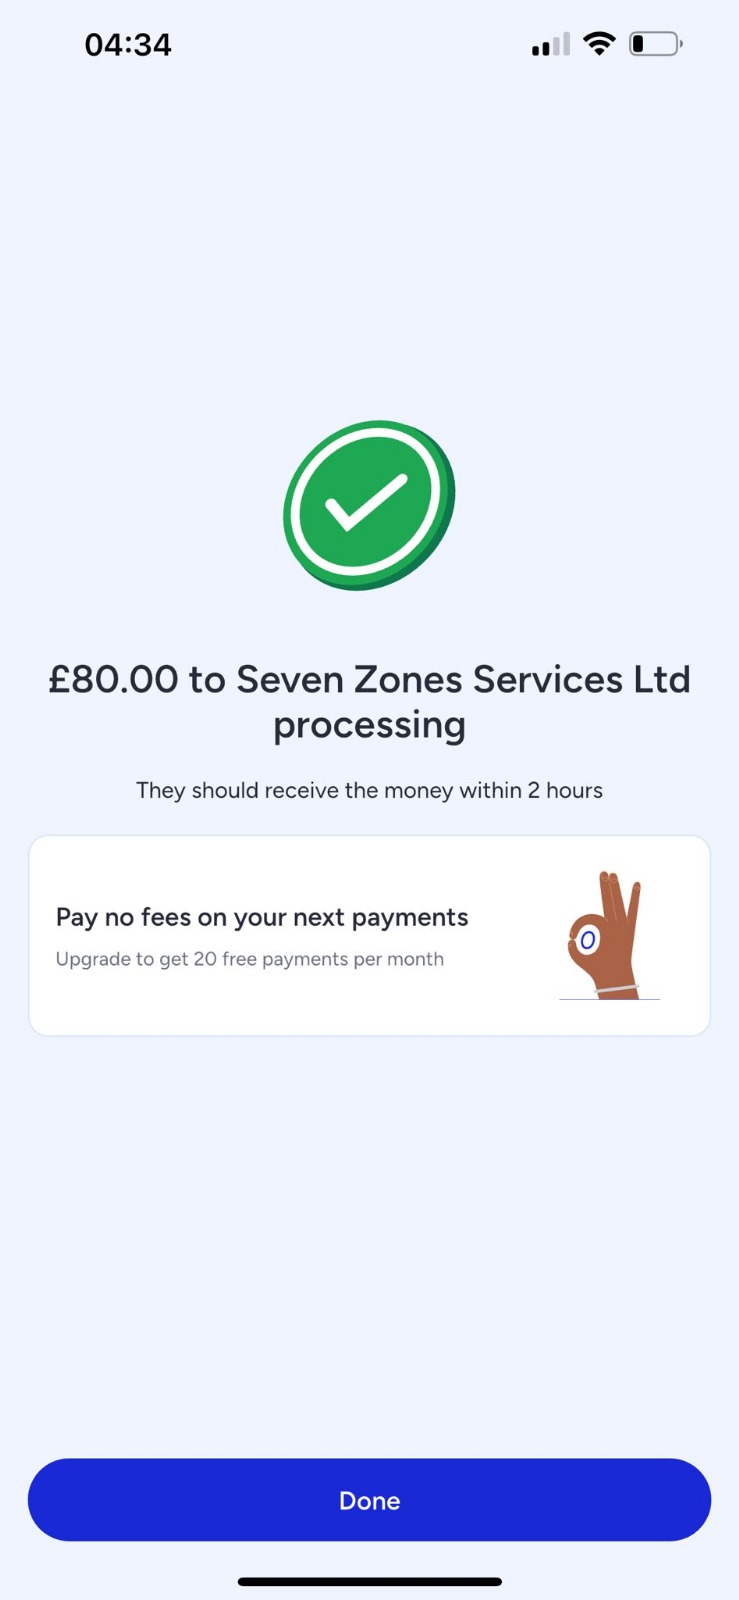 04:34
£80.00 to Seven Zones Services Ltd
processing
They should receive the money within 2 hours
Pay no fees on your next payments
Upgrade to get 20 free payments per month
0
Done